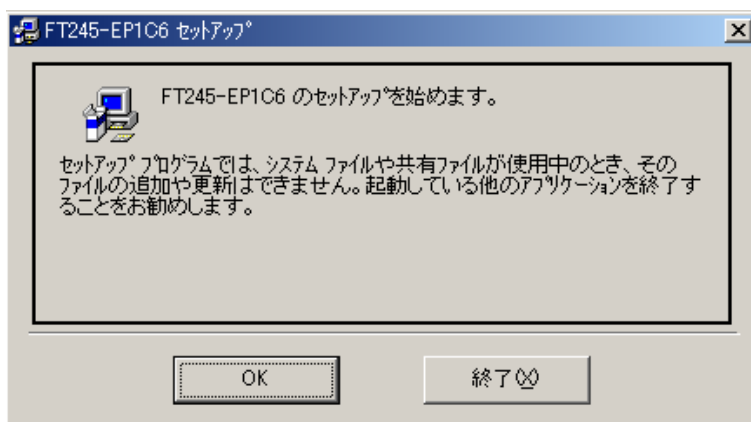 FT245-EP1C6 ｾｯﾄｱｯﾌﾟ
FT245-EP1C6 のｾｯﾄｱｯﾌﾟを始めます。
ｾｯﾄｱｯﾌﾟ ﾌﾟﾛｸﾞﾗﾑでは、ｼｽﾃﾑ ﾌｧｲﾙや共有ﾌｧｲﾙが使用中のとき、その
ﾌｧｲﾙの追加や更新はできません。起動している他のｱﾌﾟﾘｹｰｼｮﾝを終了す
ることをお勧めします。
OK
終了(X)